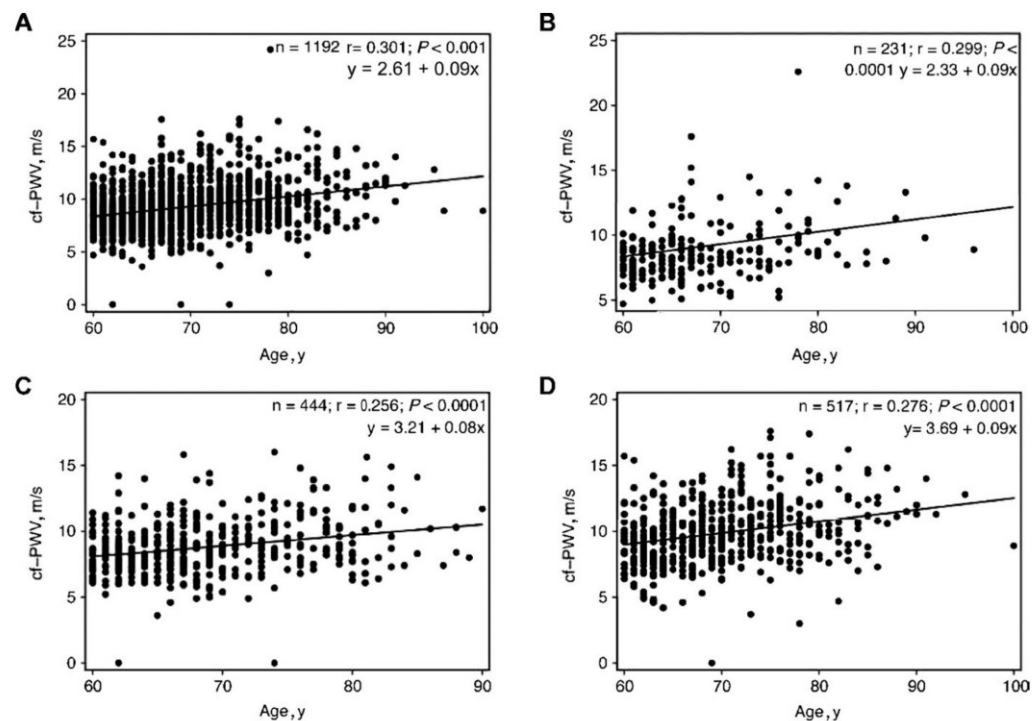 A
n = 1192 r= 0.301; P < 0.001
y = 2.61 + 0.09x
25
20
15
10
5
0
cf–PWV, m/s
60 70 80 90 100
Age, y
B
n = 231; r = 0.299; P <
0.0001 y = 2.33 + 0.09x
25
20
15
10
5
cf–PWV, m/s
60 70 80 90 100
Age, y
C
n = 444; r = 0.256; P < 0.0001
y = 3.21 + 0.08x
20
15
10
5
0
cf–PWV, m/s
60 70 80 90
Age, y
D
n = 517; r = 0.276; P < 0.0001
y= 3.69 + 0.09x
20
15
10
5
0
cf–PWV, m/s
60 70 80 90 100
Age, y